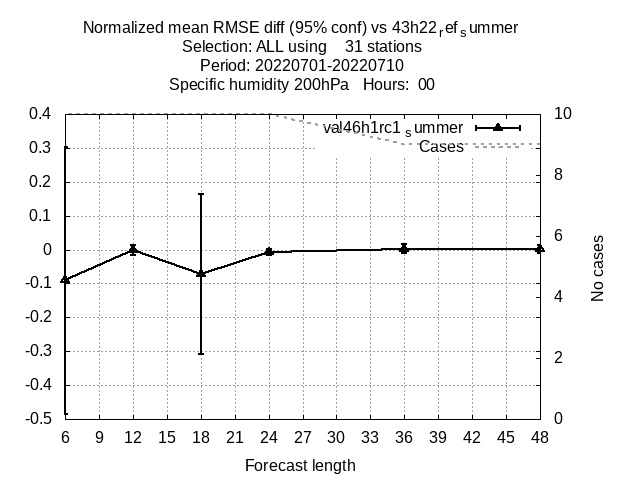 Normalized mean RMSE diff (95% conf) vs 43h22refsummer
Selection: ALL using 31 stations
Period: 20220701-20220710
Specific humidity 200hPa Hours: 00
val46h1rc1summer
Cases
0.4
0.3
0.2
0.1
0
-0.1
-0.2
-0.3
-0.4
-0.5
10
8
6
4
2
0
No cases
6 9 12 15 18 21 24 27 30 33 36 39 42 45 48
Forecast length